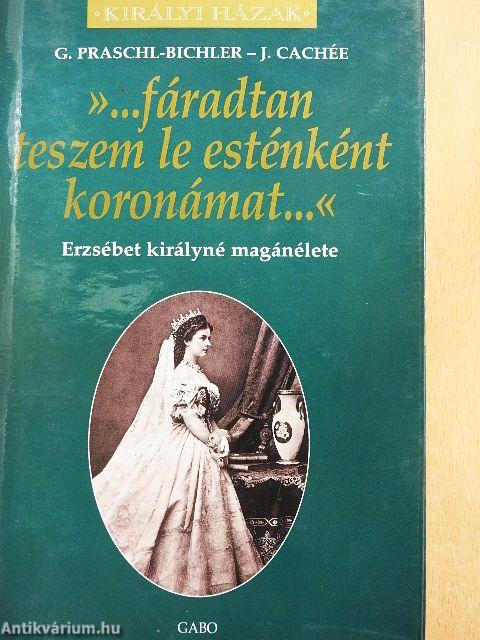 · KIRÁLYI HÁZAK ·
G. PRASCHL-BICHLER – J. CACHÉE
»...fáradtan
teszem le esténként
koronámat...«
Erzsébet királyné magánélete
GABO
Antikvárium.hu